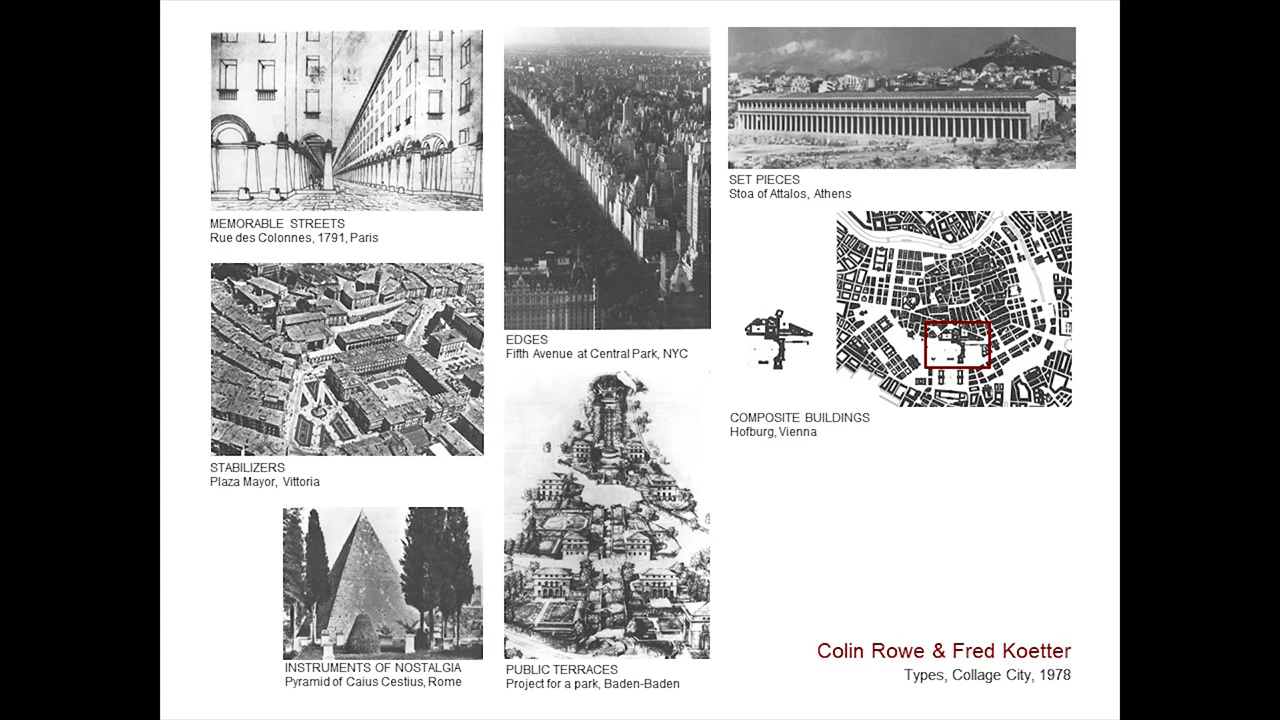 MEMORABLE STREETS
Rue des Colonnes, 1791, Paris
STABILIZERS
Plaza Mayor, Vittoria
INSTRUMENTS OF NOSTALGIA
Pyramid of Caius Cestius, Rome
EDGES
Fifth Avenue at Central Park, NYC
PUBLIC TERRACES
Project for a park, Baden-Baden
SET PIECES
Stoa of Attalos, Athens
COMPOSITE BUILDINGS
Hofburg, Vienna
Colin Rowe & Fred Koetter
Types, Collage City, 1978